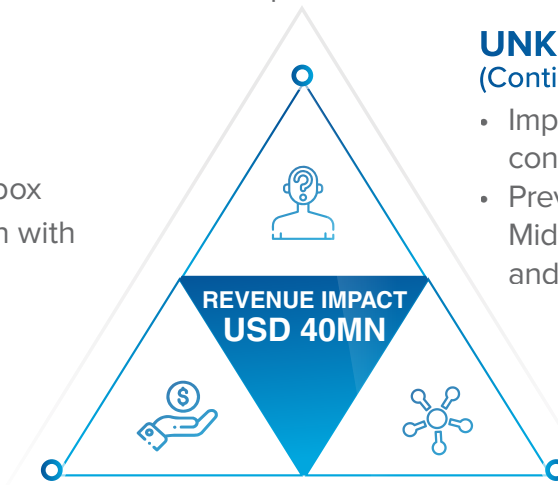 UNK
(Conti
• Imp
con
• Prev
Mid
and
box
n with
REVENUE IMPACT
USD 40MN
$
?